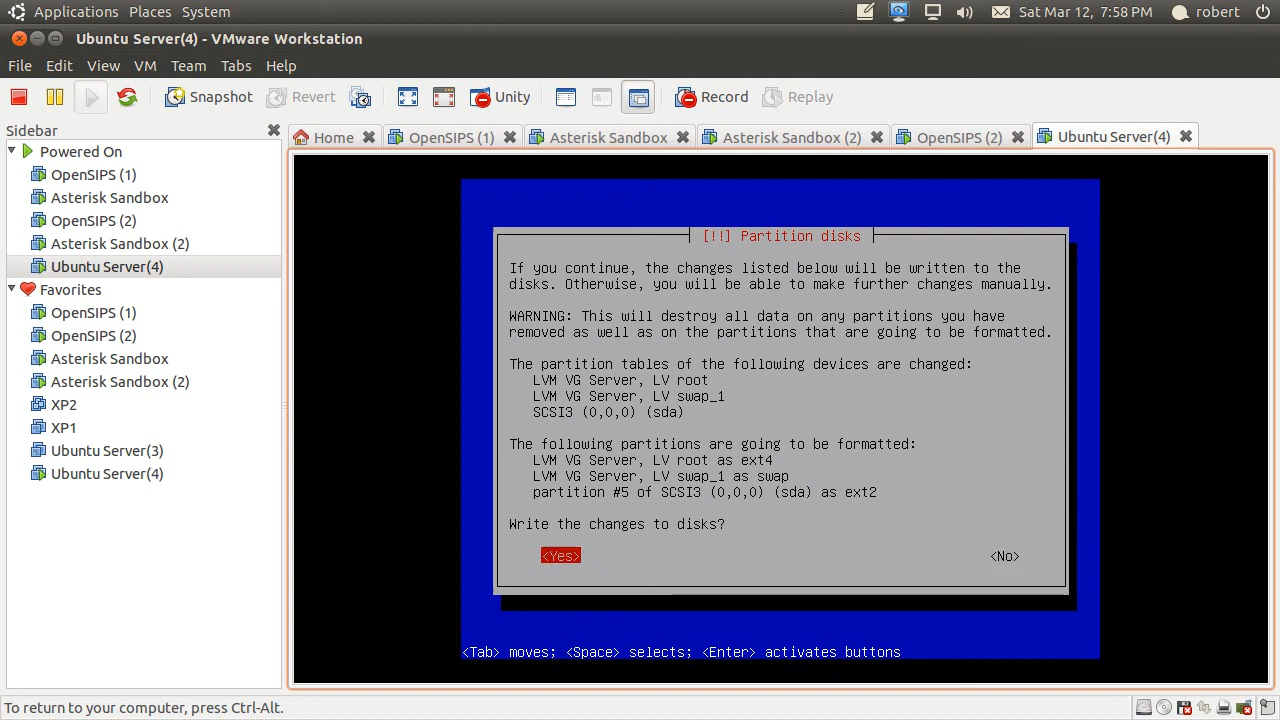 Applications Places System Sat Mar 12, 7:58 PM robert
Ubuntu Server(4) - VMware Workstation
File Edit View VM Team Tabs Help
Snapshot Revert Unity Record Replay
Sidebar
Powered On
OpenSIPS (1)
Asterisk Sandbox
OpenSIPS (2)
Asterisk Sandbox (2)
Ubuntu Server(4)
Favorites
OpenSIPS (1)
OpenSIPS (2)
Asterisk Sandbox
Asterisk Sandbox (2)
XP2
XP1
Ubuntu Server(3)
Ubuntu Server(4)
Home OpenSIPS (1) Asterisk Sandbox Asterisk Sandbox (2) OpenSIPS (2) Ubuntu Server(4)
[!!] Partition disks
If you continue, the changes listed below will be written to the
disks. Otherwise, you will be able to make further changes manually.
WARNING: This will destroy all data on any partitions you have
removed as well as on the partitions that are going to be formatted.
The partition tables of the following devices are changed:
LVM VG Server, LV root
LVM VG Server, LV swap_1
SCSI3 (0,0,0) (sda)
The following partitions are going to be formatted:
LVM VG Server, LV root as ext4
LVM VG Server, LV swap_1 as swap
partition #5 of SCSI3 (0,0,0) (sda) as ext2
Write the changes to disks?
<Yes> <No>
<Tab> moves; <Space> selects; <Enter> activates buttons
To return to your computer, press Ctrl-Alt.